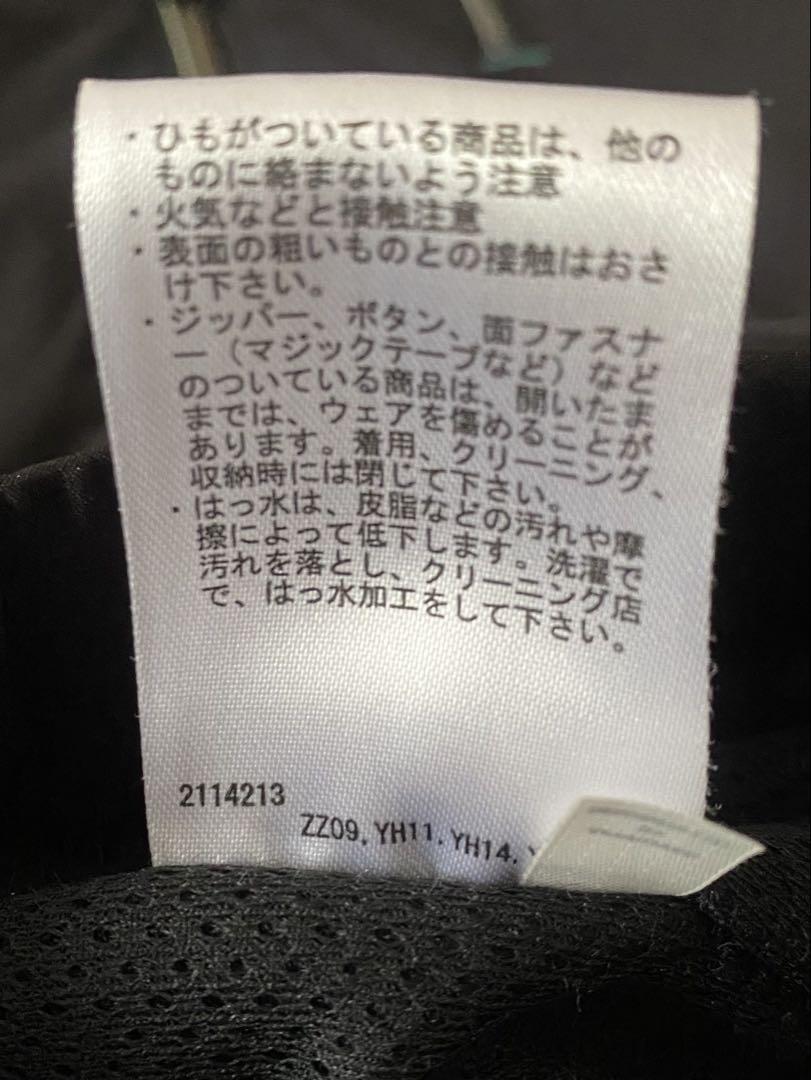 ・ひもがついている商品は、他の
ものに絡まないよう注意
・火気などと接触注意
・表面の粗いものとの接触はおさ
け下さい。
・ジッパー、ボタン、面ファスナ
ー（マジックテープなど）など
のついている商品は、開いたま
までは、ウェアを傷めることが
あります。着用、クリーニング、
収納時には閉じて下さい。
・はっ水は、皮脂などの汚れや摩
擦によって低下します。洗濯で
汚れを落とし、クリーニング店
で、はっ水加工をして下さい。
2114213
ZZ09.YH11.YH14.